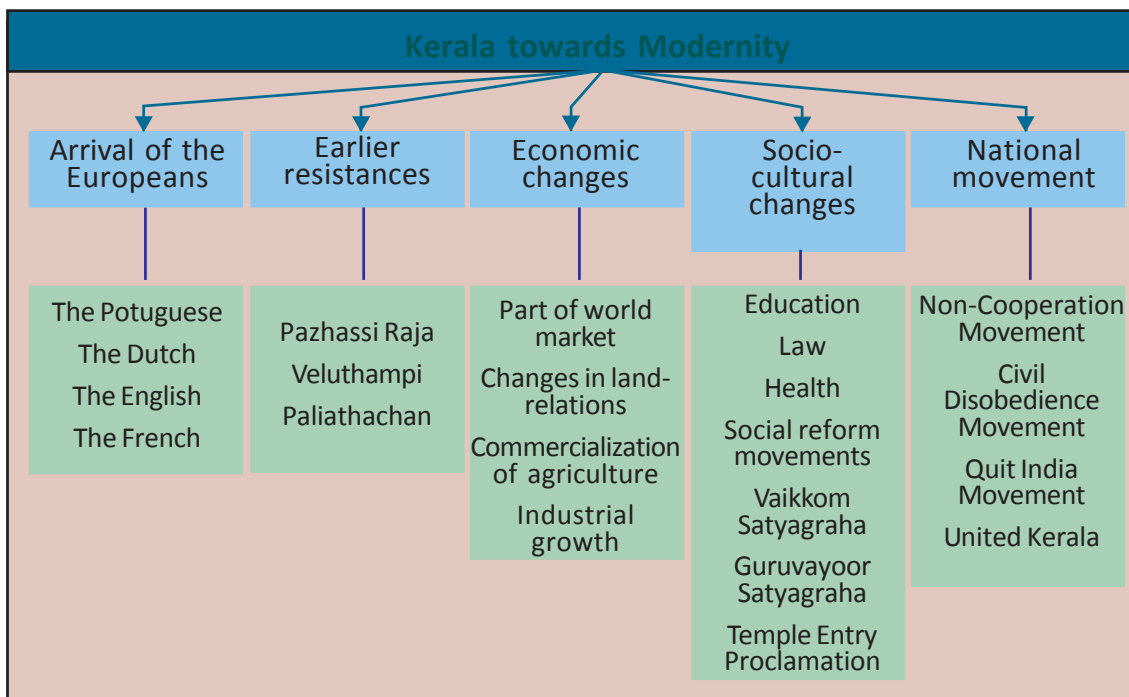 Kerala towards Modernity
Arrival of the
Europeans
Earlier
resistances
Economic
changes
Socio-
cultural
changes
National
movement
The Potuguese
The Dutch
The English
The French
Pazhassi Raja
Veluthampi
Paliathachan
Part of world
market
Changes in land-
relations
Commercialization
of agriculture
Industrial
growth
Education
Law
Health
Social reform
movements
Vaikkom
Satyagraha
Guruvayoor
Satyagraha
Temple Entry
Proclamation
Non-Cooperation
Movement
Civil
Disobedience
Movement
Quit India
Movement
United Kerala